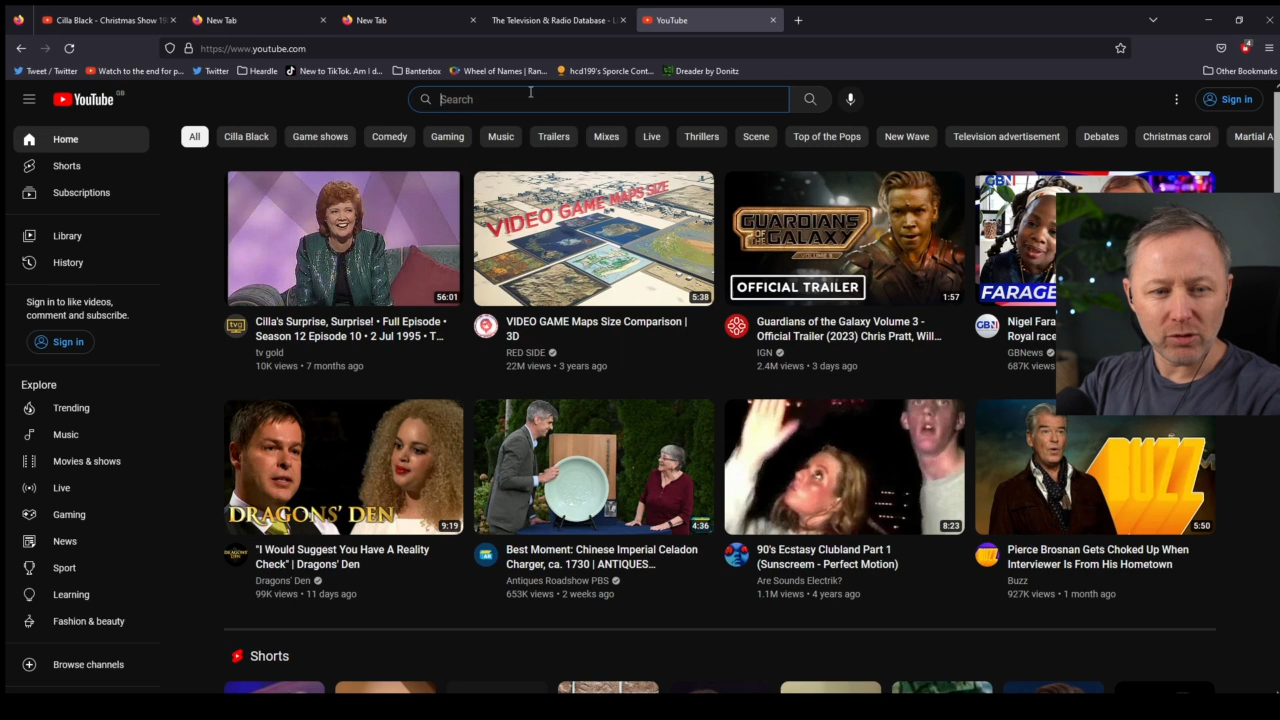 Cilla Black - Christmas Show 19
New Tab
New Tab
The Television & Radio Database - Li
YouTube
https://www.youtube.com
4
Tweet / Twitter
Watch to the end for p...
Twitter
Heardle
New to TikTok. Am I d...
Banterbox
Wheel of Names | Ran...
hcd199's Sporcle Cont...
Dreader by Donitz
Other Bookmarks
YouTube GB
Search
Sign in
Home
Shorts
Subscriptions
Library
History
Sign in to like videos,
comment and subscribe.
Sign in
Explore
Trending
Music
Movies & shows
Live
Gaming
News
Sport
Learning
Fashion & beauty
Browse channels
All
Cilla Black
Game shows
Comedy
Gaming
Music
Trailers
Mixes
Live
Thrillers
Scene
Top of the Pops
New Wave
Television advertisement
Debates
Christmas carol
Martial A
56:01
tvg
Cilla's Surprise, Surprise! • Full Episode •
Season 12 Episode 10 • 2 Jul 1995 • T...
tv gold
10K views • 7 months ago
VIDEO GAME MAPS SIZE
5:38
VIDEO GAME Maps Size Comparison |
3D
RED SIDE
22M views • 3 years ago
GUARDIANS
OF THE GALAXY
OFFICIAL TRAILER
1:57
Guardians of the Galaxy Volume 3 -
Official Trailer (2023) Chris Pratt, Will...
IGN
2.4M views • 3 days ago
GBN
FARAGE
GBN
Nigel Fara
Royal race
GBNews
687K views
DRAGONS' DEN
9:19
"I Would Suggest You Have A Reality
Check" | Dragons' Den
Dragons' Den
99K views • 11 days ago
4:36
Best Moment: Chinese Imperial Celadon
Charger, ca. 1730 | ANTIQUES...
Antiques Roadshow PBS
653K views • 2 weeks ago
8:23
90's Ecstasy Clubland Part 1
(Sunscreem - Perfect Motion)
Are Sounds Electrik?
1.1M views • 4 years ago
BUZZ
5:50
Pierce Brosnan Gets Choked Up When
Interviewer Is From His Hometown
Buzz
927K views • 1 month ago
Shorts